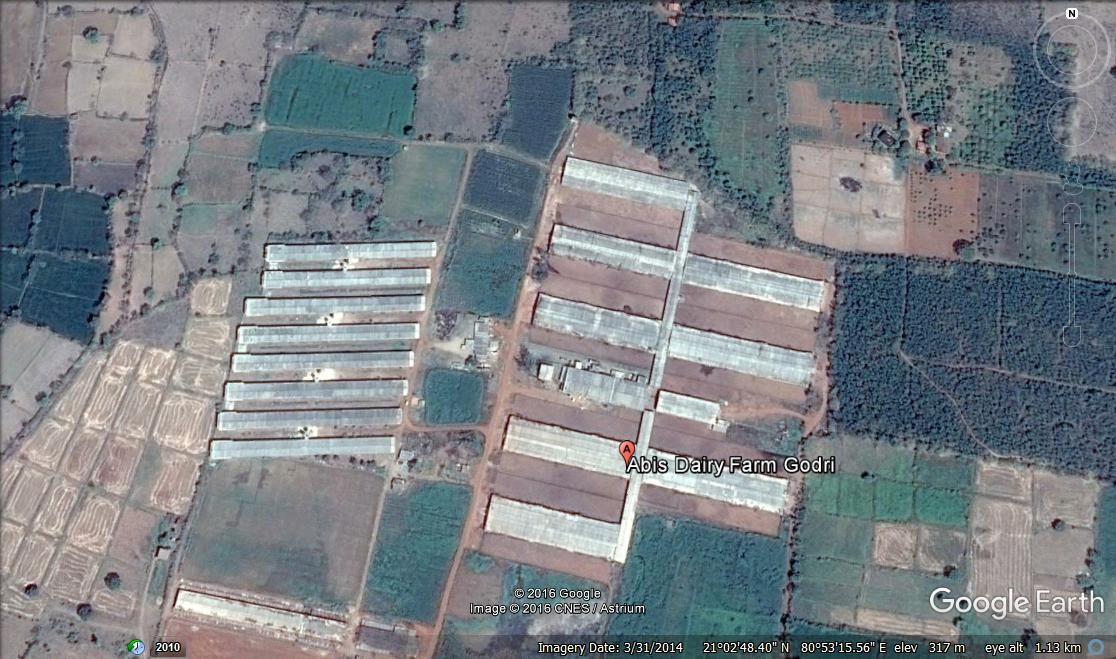 N
A
Abis Dairy Farm Godri
© 2016 Google
Image © 2016 CNES / Astrium
Google Earth
2010
Imagery Date: 3/31/2014 21°02'48.40" N 80°53'15.56" E elev 317 m eye alt 1.13 km